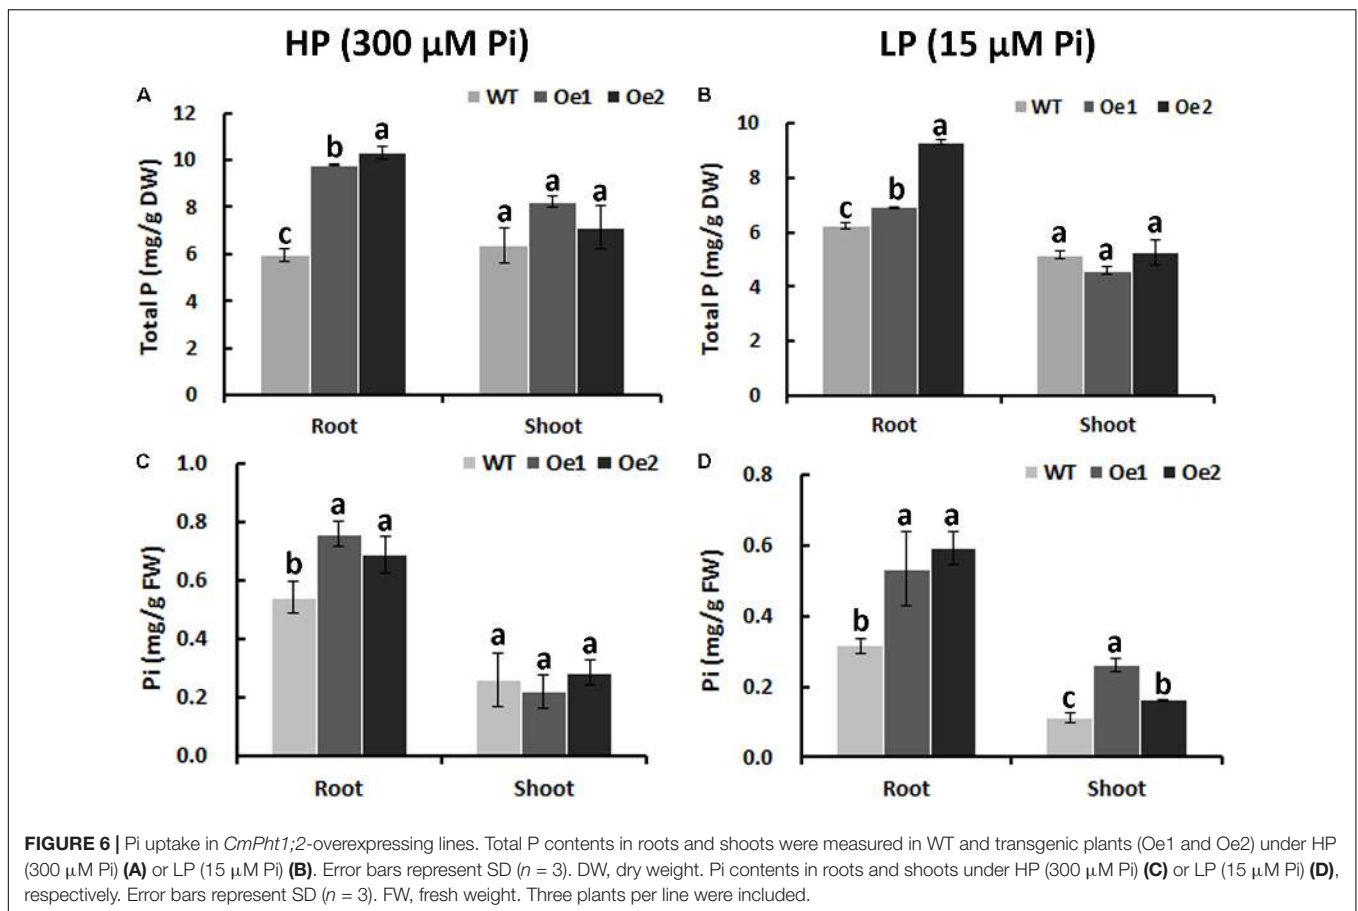 HP (300 μM Pi)
LP (15 μM Pi)
A
WT Oe1 Oe2
Total P (mg/g DW)
12
10
8
6
4
2
0
c b a
a a a
Root Shoot
B
WT Oe1 Oe2
Total P (mg/g DW)
10
8
6
4
2
0
c b a
a a a
Root Shoot
C
WT Oe1 Oe2
Pi (mg/g FW)
1.0
0.8
0.6
0.4
0.2
0.0
b a a
a a a
Root Shoot
D
WT Oe1 Oe2
Pi (mg/g FW)
0.8
0.6
0.4
0.2
0.0
b a a
c a b
Root Shoot
FIGURE 6 | Pi uptake in CmPht1;2-overexpressing lines. Total P contents in roots and shoots were measured in WT and transgenic plants (Oe1 and Oe2) under HP
(300 μM Pi) (A) or LP (15 μM Pi) (B). Error bars represent SD (n = 3). DW, dry weight. Pi contents in roots and shoots under HP (300 μM Pi) (C) or LP (15 μM Pi) (D),
respectively. Error bars represent SD (n = 3). FW, fresh weight. Three plants per line were included.